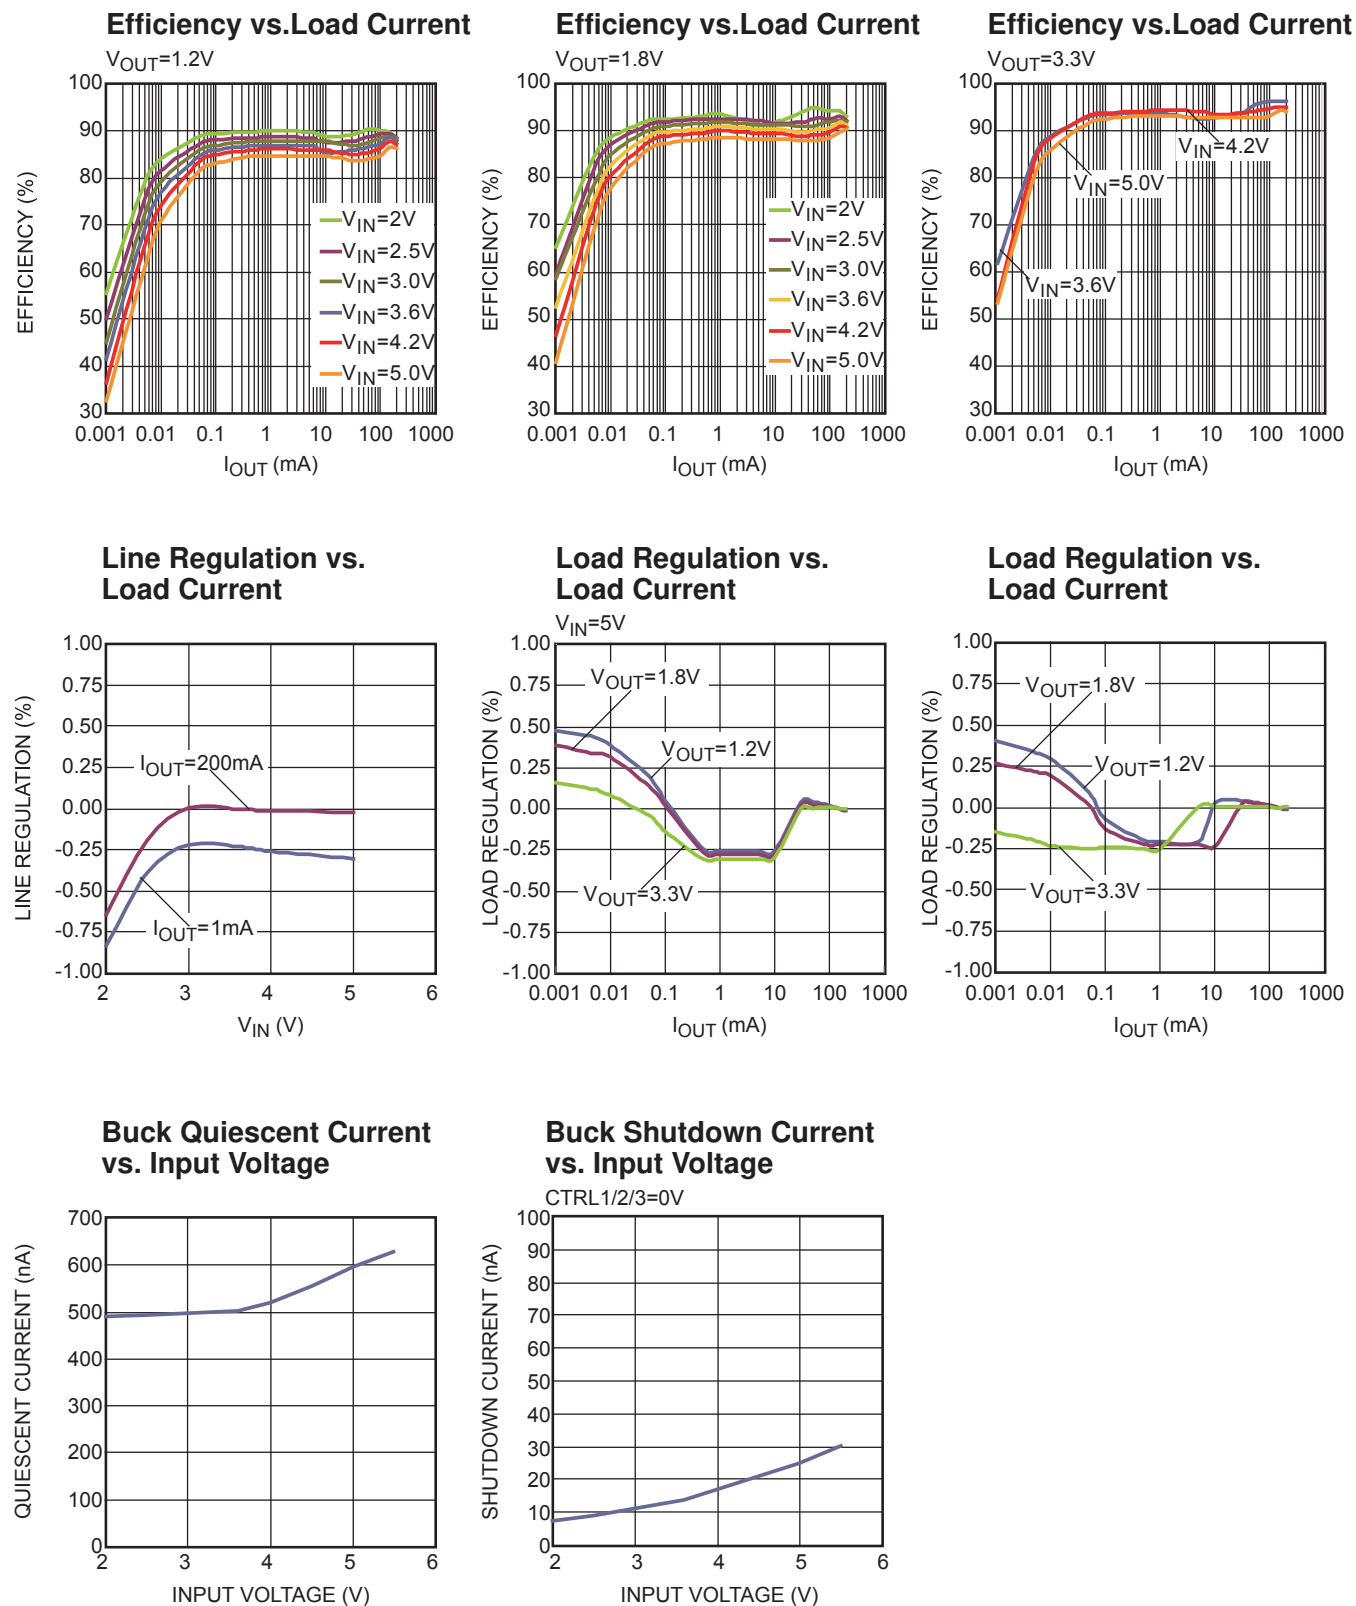 Efficiency vs.Load Current
VOUT=1.2V
100
90
80
70
60
50
40
30
EFFICIENCY (%)
VIN=2V
VIN=2.5V
VIN=3.0V
VIN=3.6V
VIN=4.2V
VIN=5.0V
0.001 0.01 0.1 1 10 100 1000
IOUT (mA)
Efficiency vs.Load Current
VOUT=1.8V
100
90
80
70
60
50
40
30
EFFICIENCY (%)
VIN=2V
VIN=2.5V
VIN=3.0V
VIN=3.6V
VIN=4.2V
VIN=5.0V
0.001 0.01 0.1 1 10 100 1000
IOUT (mA)
Efficiency vs.Load Current
VOUT=3.3V
100
90
80
70
60
50
40
30
EFFICIENCY (%)
VIN=4.2V
VIN=5.0V
VIN=3.6V
0.001 0.01 0.1 1 10 100 1000
IOUT (mA)
Line Regulation vs.
Load Current
1.00
0.75
0.50
0.25
0.00
-0.25
-0.50
-0.75
-1.00
LINE REGULATION (%)
IOUT=200mA
IOUT=1mA
2 3 4 5 6
VIN (V)
Load Regulation vs.
Load Current
VIN=5V
1.00
0.75
0.50
0.25
0.00
-0.25
-0.50
-0.75
-1.00
LOAD REGULATION (%)
VOUT=1.8V
VOUT=1.2V
VOUT=3.3V
0.001 0.01 0.1 1 10 100 1000
IOUT (mA)
Load Regulation vs.
Load Current
1.00
0.75
0.50
0.25
0.00
-0.25
-0.50
-0.75
-1.00
LOAD REGULATION (%)
VOUT=1.8V
VOUT=1.2V
VOUT=3.3V
0.001 0.01 0.1 1 10 100 1000
IOUT (mA)
Buck Quiescent Current
vs. Input Voltage
700
600
500
400
300
200
100
0
QUIESCENT CURRENT (nA)
2 3 4 5 6
INPUT VOLTAGE (V)
Buck Shutdown Current
vs. Input Voltage
CTRL1/2/3=0V
100
90
80
70
60
50
40
30
20
10
0
SHUTDOWN CURRENT (nA)
2 3 4 5 6
INPUT VOLTAGE (V)